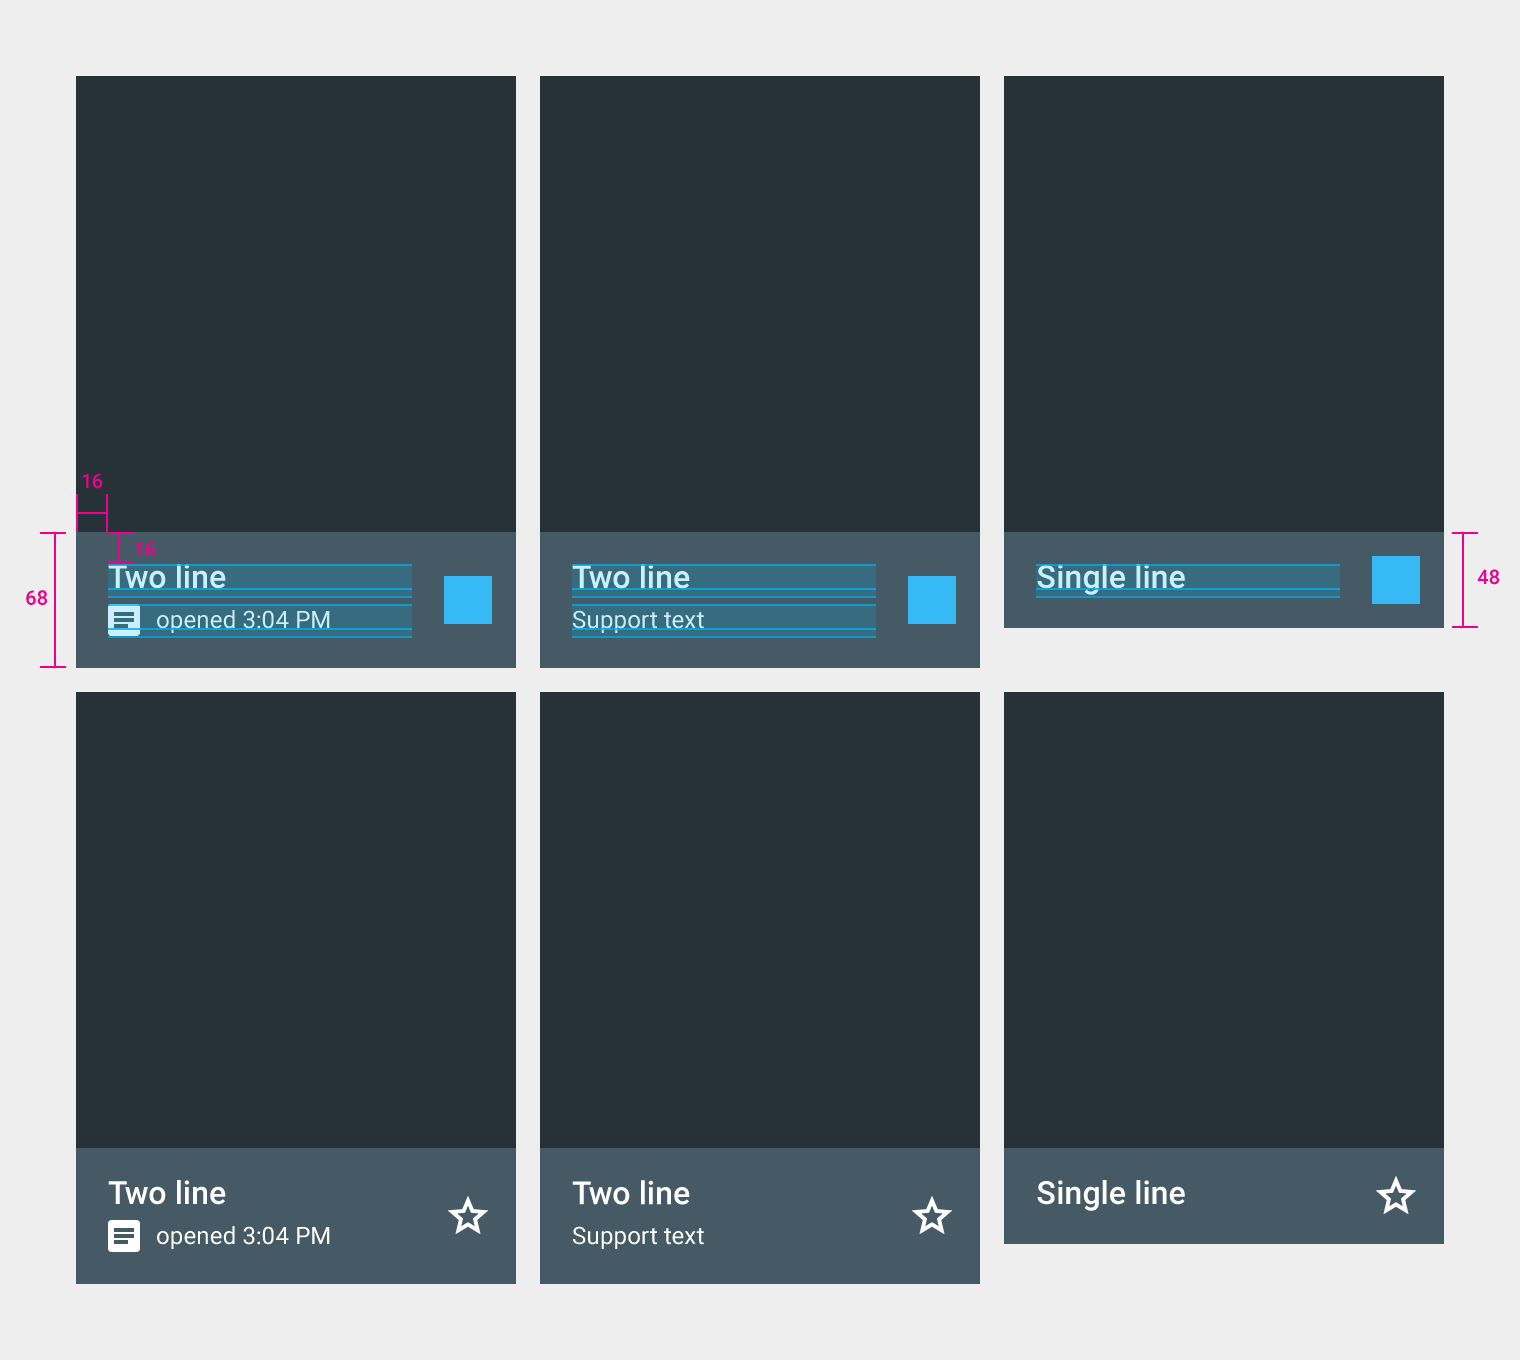 16
16
68
Two line
opened 3:04 PM
Two line
Support text
Single line
48
Two line
opened 3:04 PM
Two line
Support text
Single line